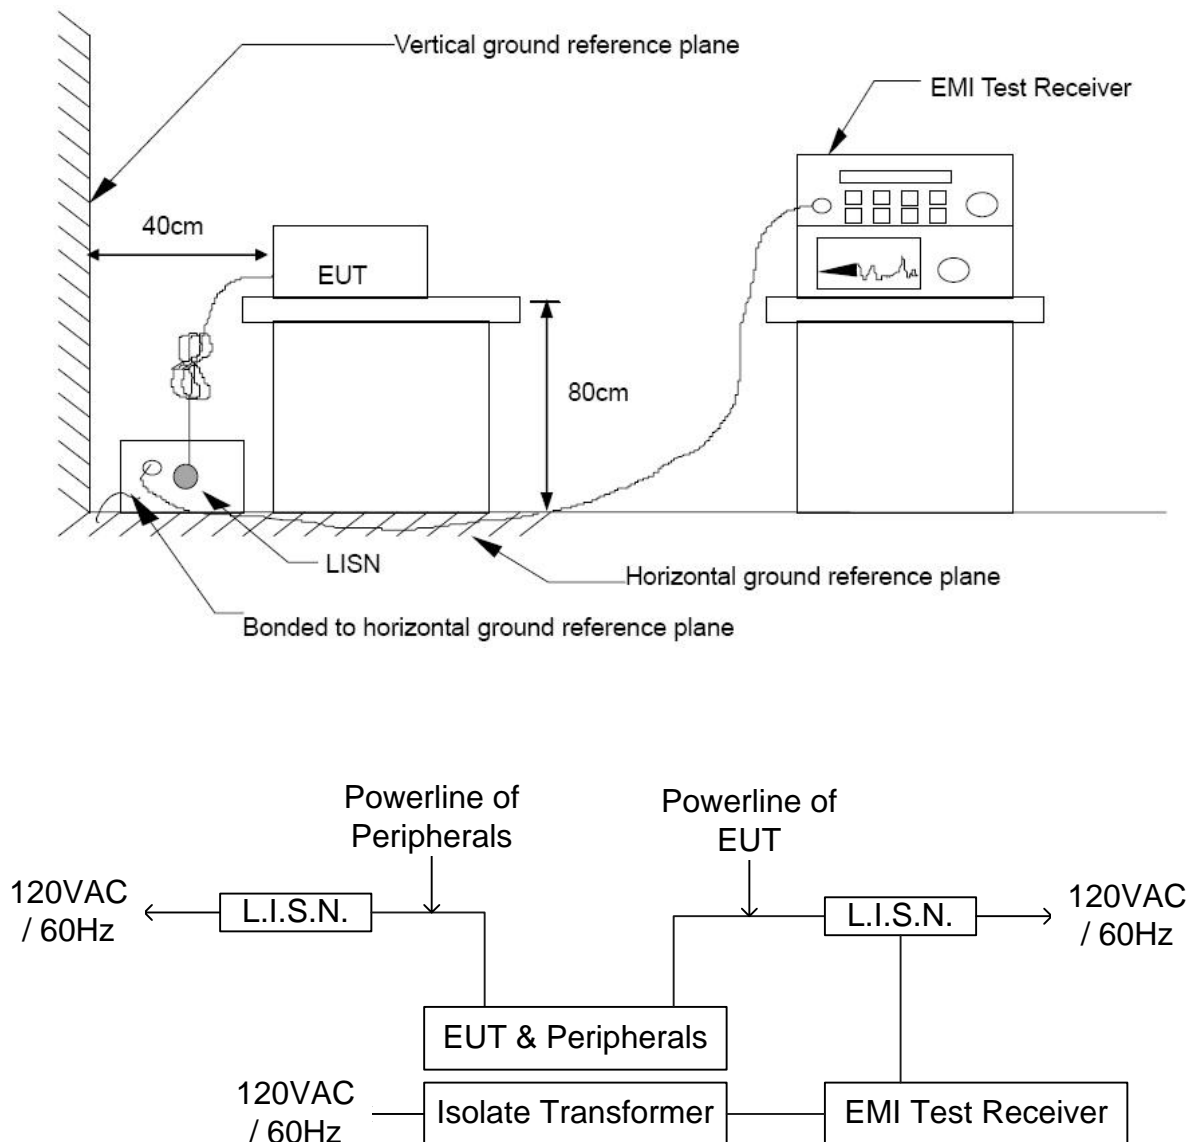 Vertical ground reference plane
EMI Test Receiver
40cm
EUT
80cm
LISN
Horizontal ground reference plane
Bonded to horizontal ground reference plane
Powerline of
Peripherals
Powerline of
EUT
120VAC
/ 60Hz
L.I.S.N.
L.I.S.N.
120VAC
/ 60Hz
EUT & Peripherals
120VAC
/ 60Hz
Isolate Transformer
EMI Test Receiver